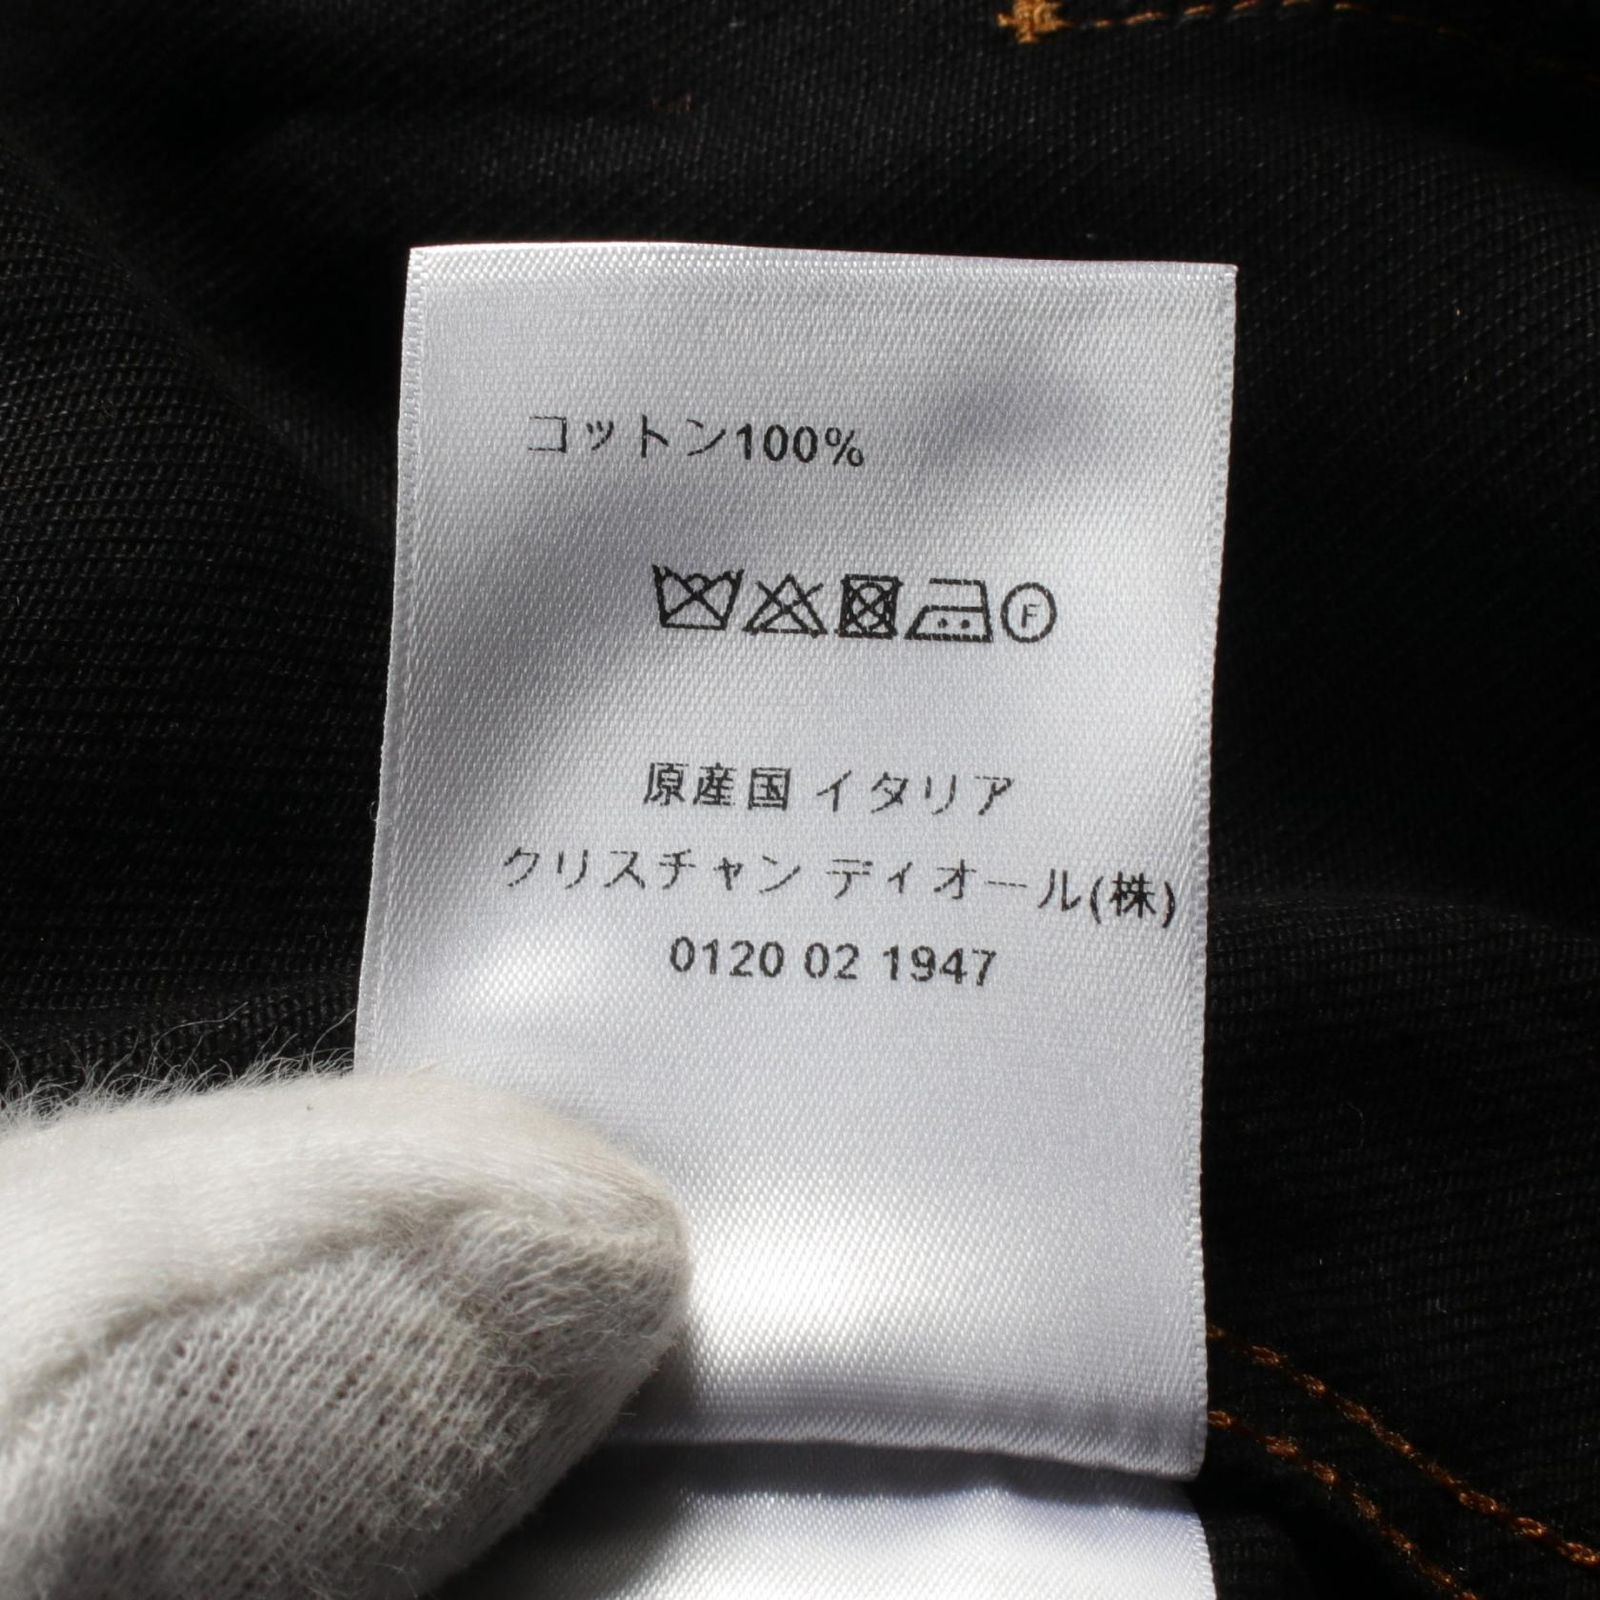 コットン100%
F
原産国 イタリア
クリスチャン ディオール(株)
0120 02 1947